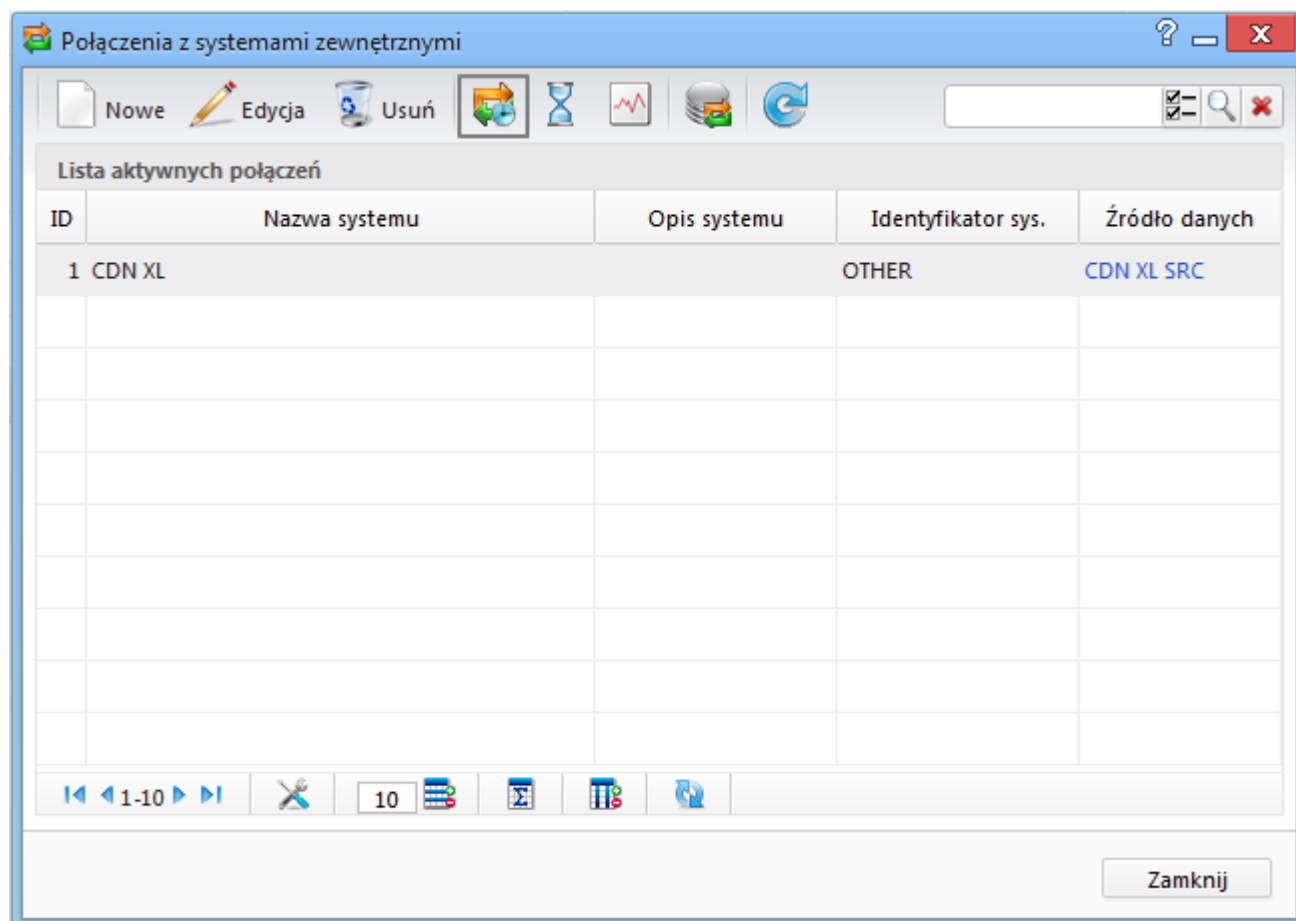 Połączenia z systemami zewnętrznymi
Nowe Edycja Usuń
Lista aktywnych połączeń
ID Nazwa systemu Opis systemu Identyfikator sys. Źródło danych
1 CDN XL OTHER CDN XL SRC
1-10 10
Zamknij